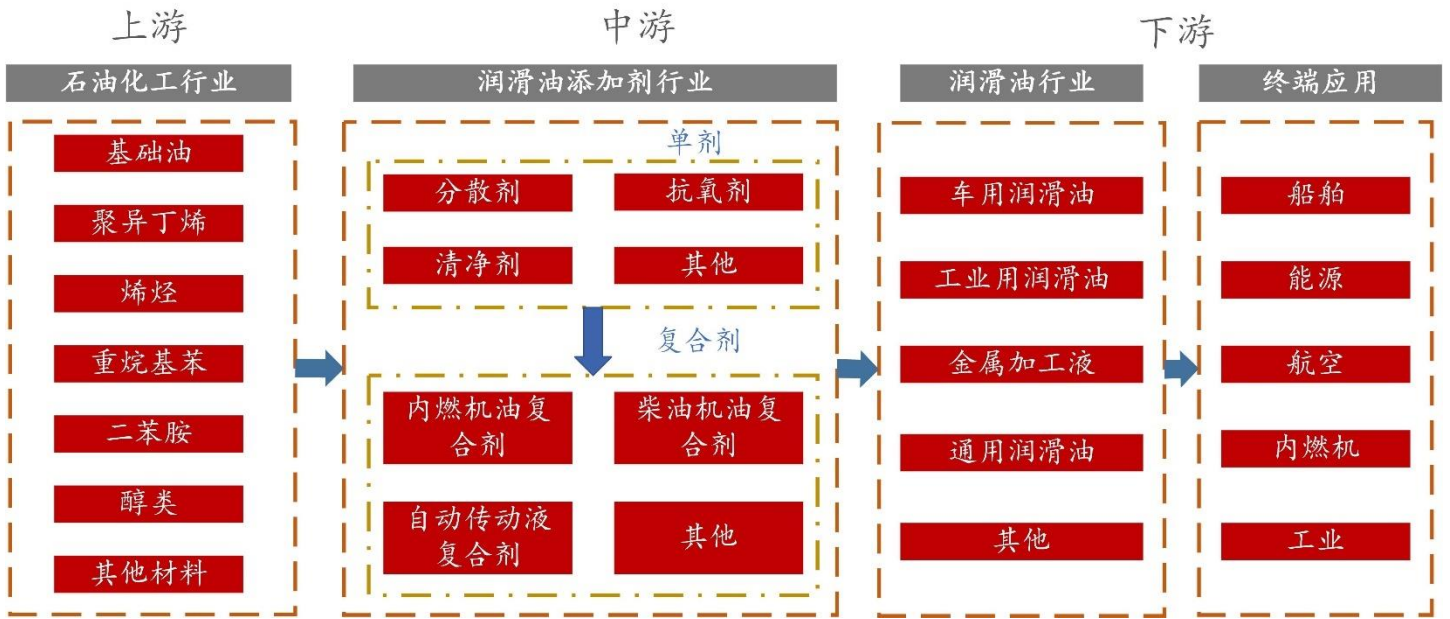 上游
中游
下游
石油化工行业
润滑油添加剂行业
润滑油行业
终端应用
基础油
聚异丁烯
烯烃
重烷基苯
二苯胺
醇类
其他材料
单剂
分散剂
抗氧剂
清净剂
其他
复合剂
内燃机油复
合剂
柴油机油复
合剂
自动传动液
复合剂
其他
车用润滑油
工业用润滑油
金属加工液
通用润滑油
其他
船舶
能源
航空
内燃机
工业